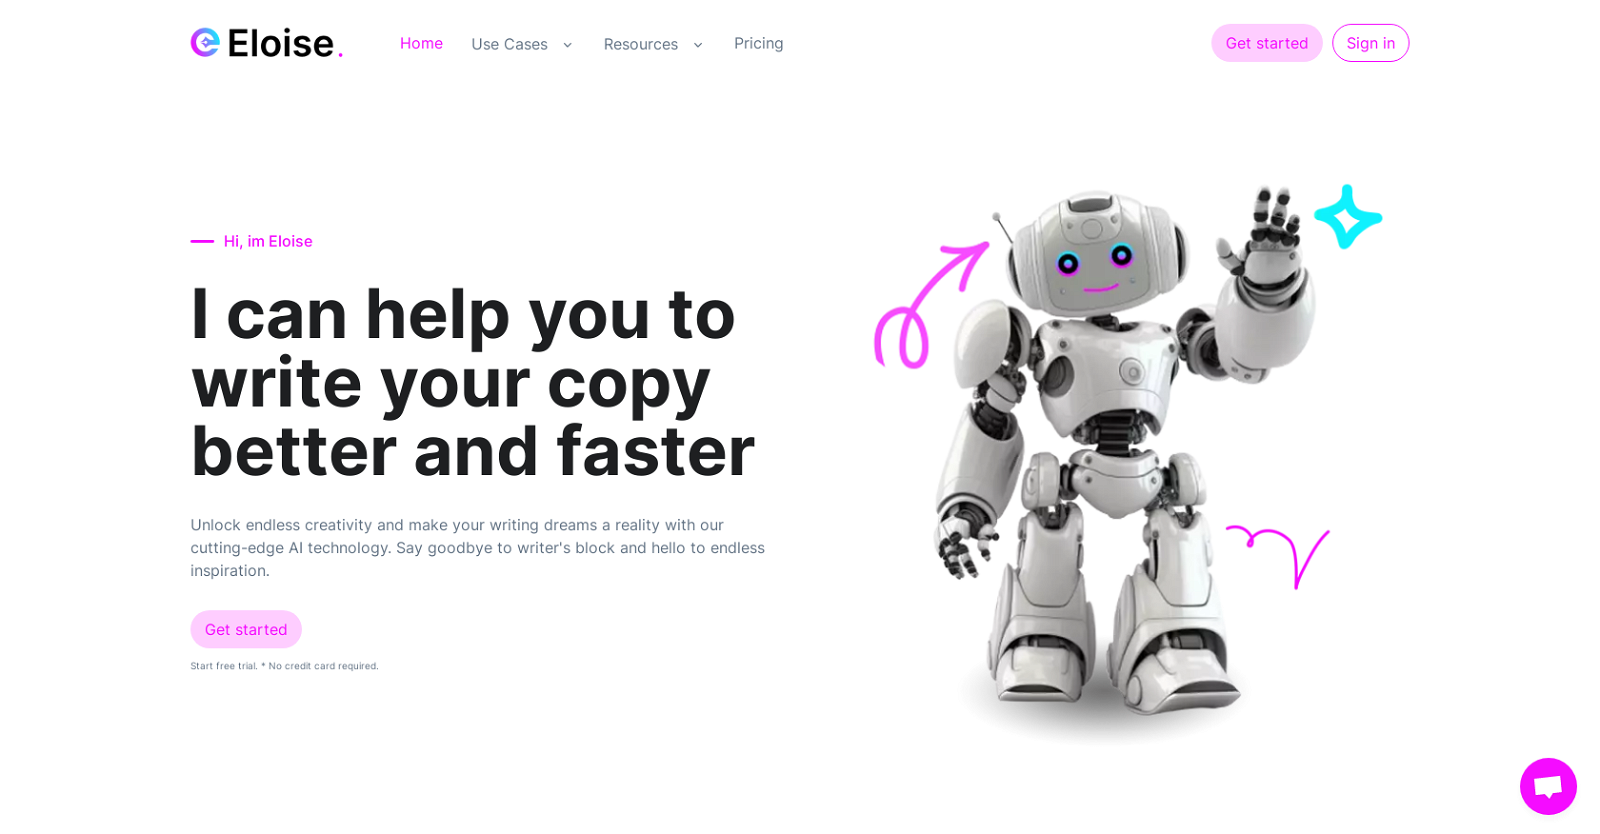 Eloise.
Home
Use Cases
Resources
Pricing
Get started
Sign in
Hi, im Eloise
I can help you to
write your copy
better and faster
Unlock endless creativity and make your writing dreams a reality with our
cutting-edge AI technology. Say goodbye to writer's block and hello to endless
inspiration.
Get started
Start free trial. * No credit card required.